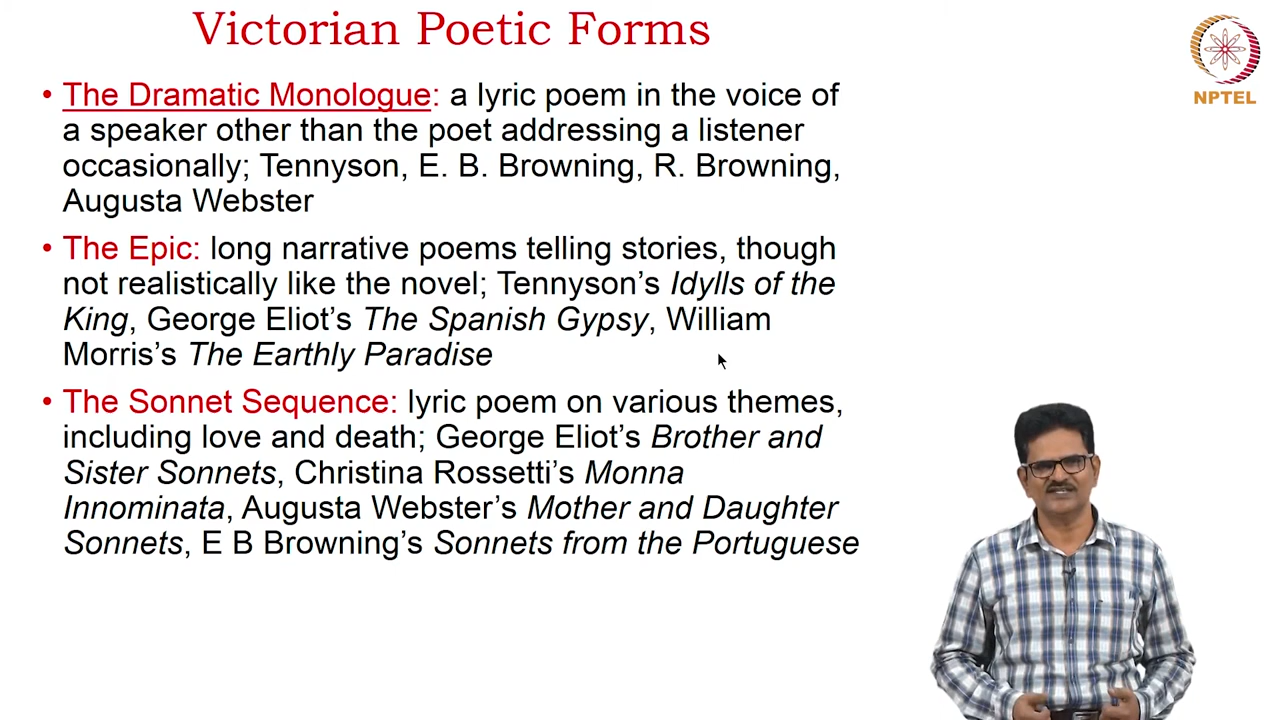 Victorian Poetic Forms
NPTEL
• The Dramatic Monologue: a lyric poem in the voice of
a speaker other than the poet addressing a listener
occasionally; Tennyson, E. B. Browning, R. Browning,
Augusta Webster
• The Epic: long narrative poems telling stories, though
not realistically like the novel; Tennyson’s Idylls of the
King, George Eliot’s The Spanish Gypsy, William
Morris’s The Earthly Paradise
• The Sonnet Sequence: lyric poem on various themes,
including love and death; George Eliot’s Brother and
Sister Sonnets, Christina Rossetti’s Monna
Innominata, Augusta Webster’s Mother and Daughter
Sonnets, E B Browning’s Sonnets from the Portuguese